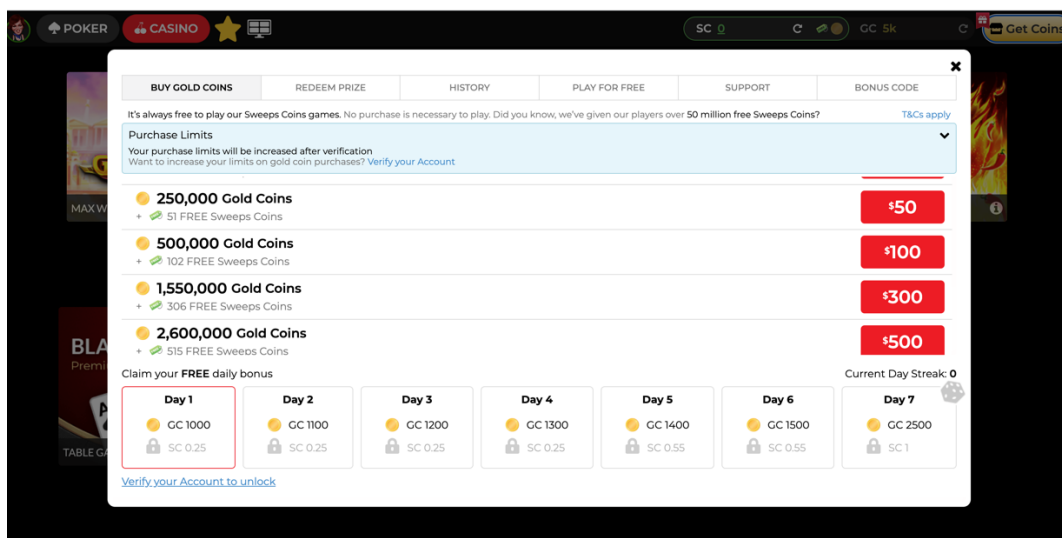 POKER
CASINO
SC 0
GC 5k
Get Coins
BUY GOLD COINS
REDEEM PRIZE
HISTORY
PLAY FOR FREE
SUPPORT
BONUS CODE
It's always free to play our Sweeps Coins games. No purchase is necessary to play. Did you know, we've given our players over 50 million free Sweeps Coins?
T&Cs apply
Purchase Limits
Your purchase limits will be increased after verification
Want to increase your limits on gold coin purchases? Verify your Account
MAX W
250,000 Gold Coins
+ 51 FREE Sweeps Coins
$50
500,000 Gold Coins
+ 102 FREE Sweeps Coins
$100
1,550,000 Gold Coins
+ 306 FREE Sweeps Coins
$300
2,600,000 Gold Coins
+ 515 FREE Sweeps Coins
$500
BLA
Premi
TABLE GA
Claim your FREE daily bonus
Current Day Streak: 0
Day 1
GC 1000
SC 0.25
Day 2
GC 1100
SC 0.25
Day 3
GC 1200
SC 0.25
Day 4
GC 1300
SC 0.25
Day 5
GC 1400
SC 0.55
Day 6
GC 1500
SC 0.55
Day 7
GC 2500
SC 1
Verify your Account to unlock